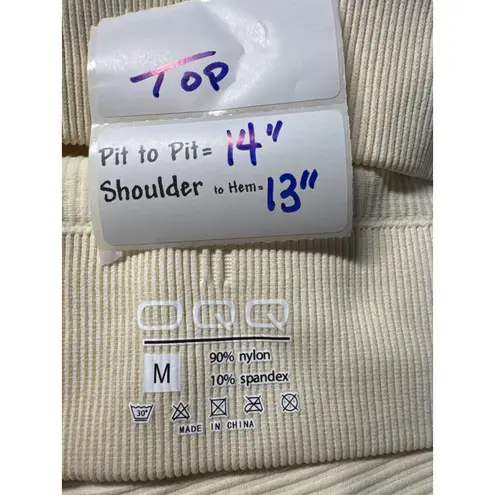 TOP
Pit to Pit= 14"
Shoulder to Hem= 13"
OQQ
M 90% nylon
10% spandex
30°
MADE IN CHINA